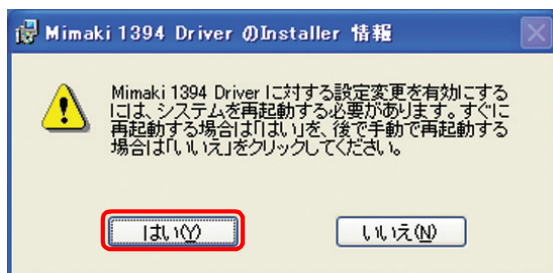 Mimaki 1394 Driver のInstaller 情報
Mimaki 1394 Driver に対する設定変更を有効にする
には、システムを再起動する必要があります。すぐに
再起動する場合は「はい」を、後で手動で再起動する
場合は「いいえ」をクリックしてください。
はい(Y)
いいえ(N)